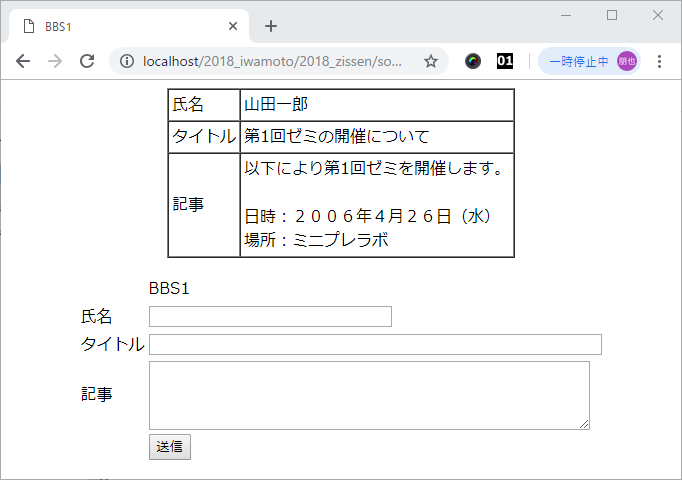 BBS1
localhost/2018_iwamoto/2018_zissen/so...
01
一時停止中
朋也
氏名 山田一郎
タイトル 第1回ゼミの開催について
記事 以下により第1回ゼミを開催します。
日時：２００６年４月２６日（水）
場所：ミニプレラボ
BBS1
氏名
タイトル
記事
送信